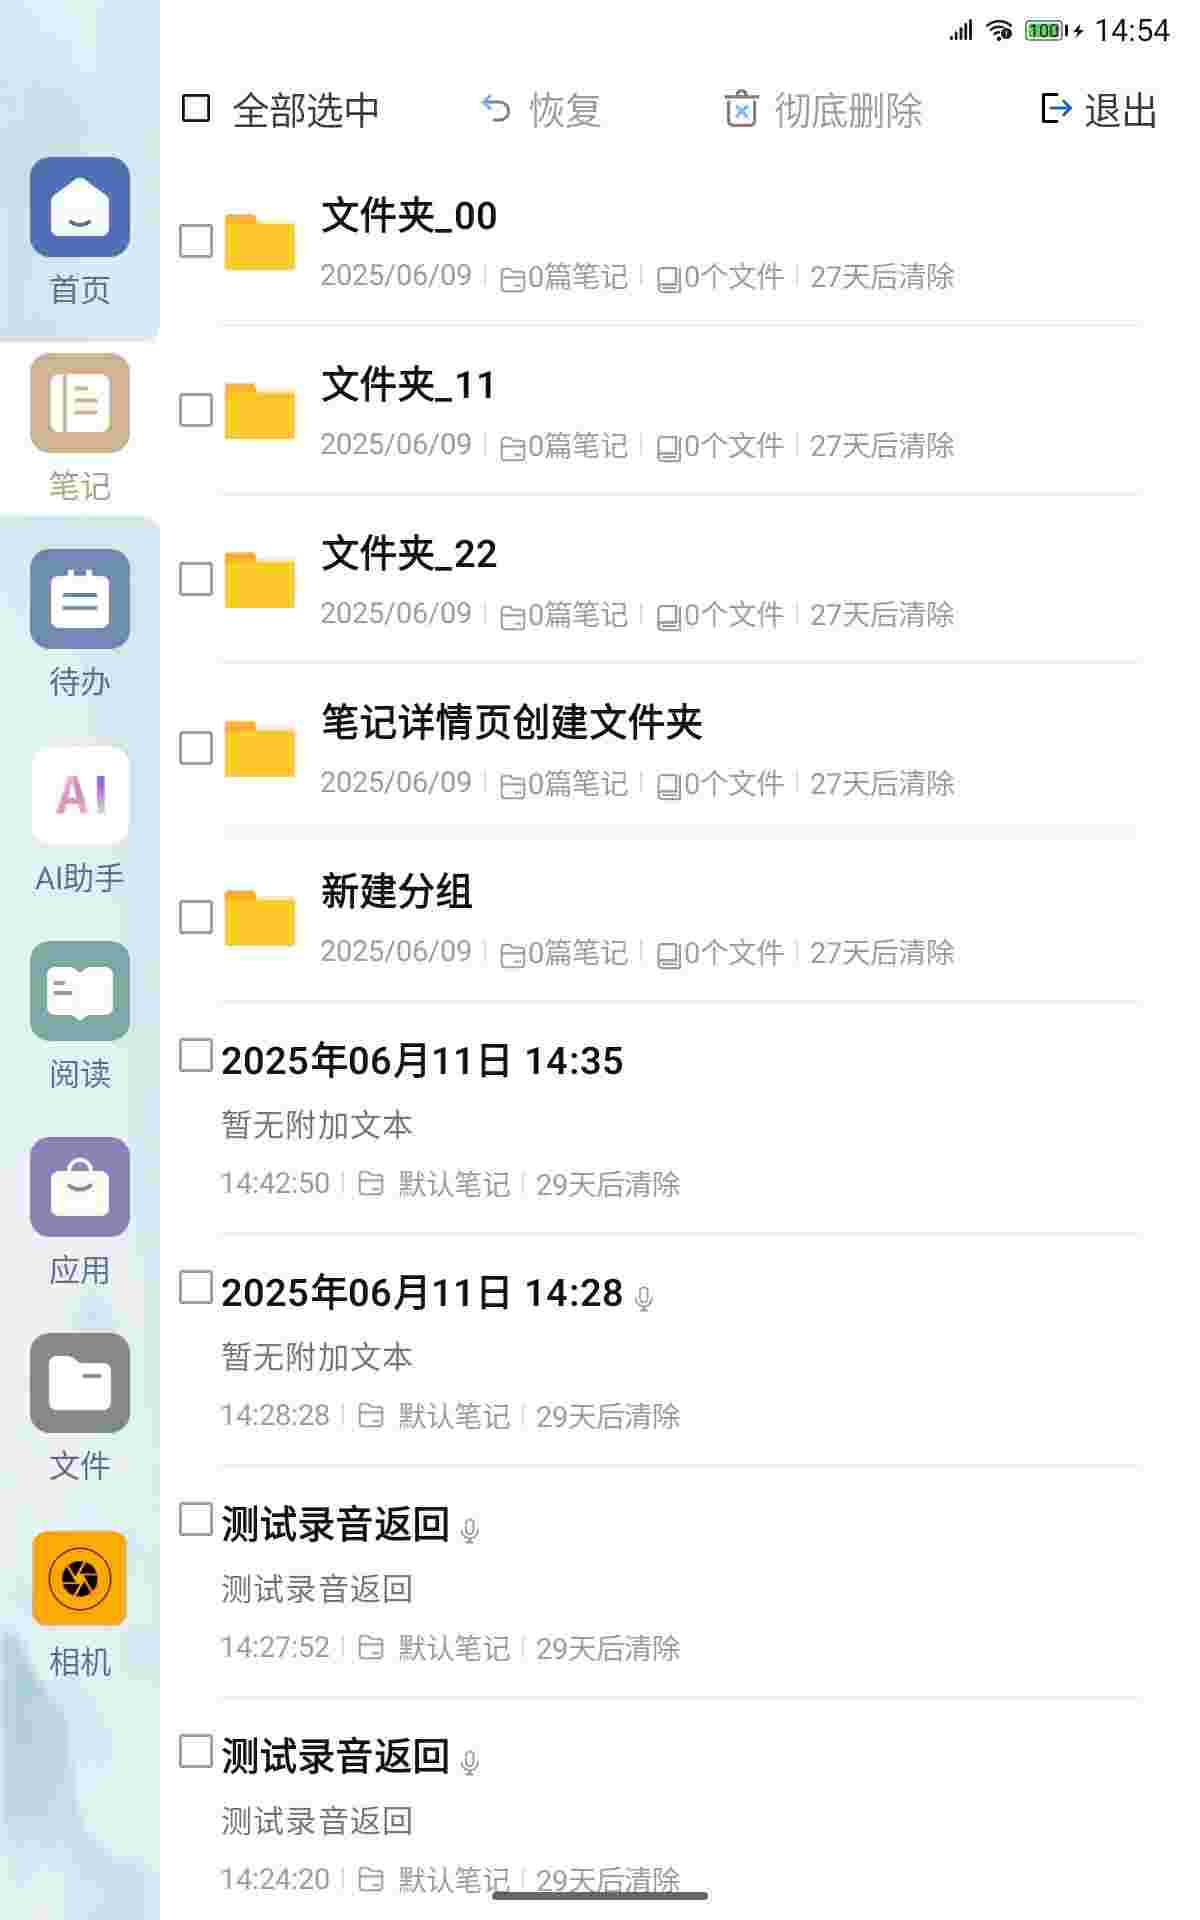 14:54
100
全部选中 恢复 彻底删除 退出
首页
笔记
待办
AI
AI助手
阅读
应用
文件
相机
文件夹_00
2025/06/09 0篇笔记 0个文件 27天后清除
文件夹_11
2025/06/09 0篇笔记 0个文件 27天后清除
文件夹_22
2025/06/09 0篇笔记 0个文件 27天后清除
笔记详情页创建文件夹
2025/06/09 0篇笔记 0个文件 27天后清除
新建分组
2025/06/09 0篇笔记 0个文件 27天后清除
2025年06月11日 14:35
暂无附加文本
14:42:50 默认笔记 29天后清除
2025年06月11日 14:28
暂无附加文本
14:28:28 默认笔记 29天后清除
测试录音返回
测试录音返回
14:27:52 默认笔记 29天后清除
测试录音返回
测试录音返回
14:24:20 默认笔记 29天后清除